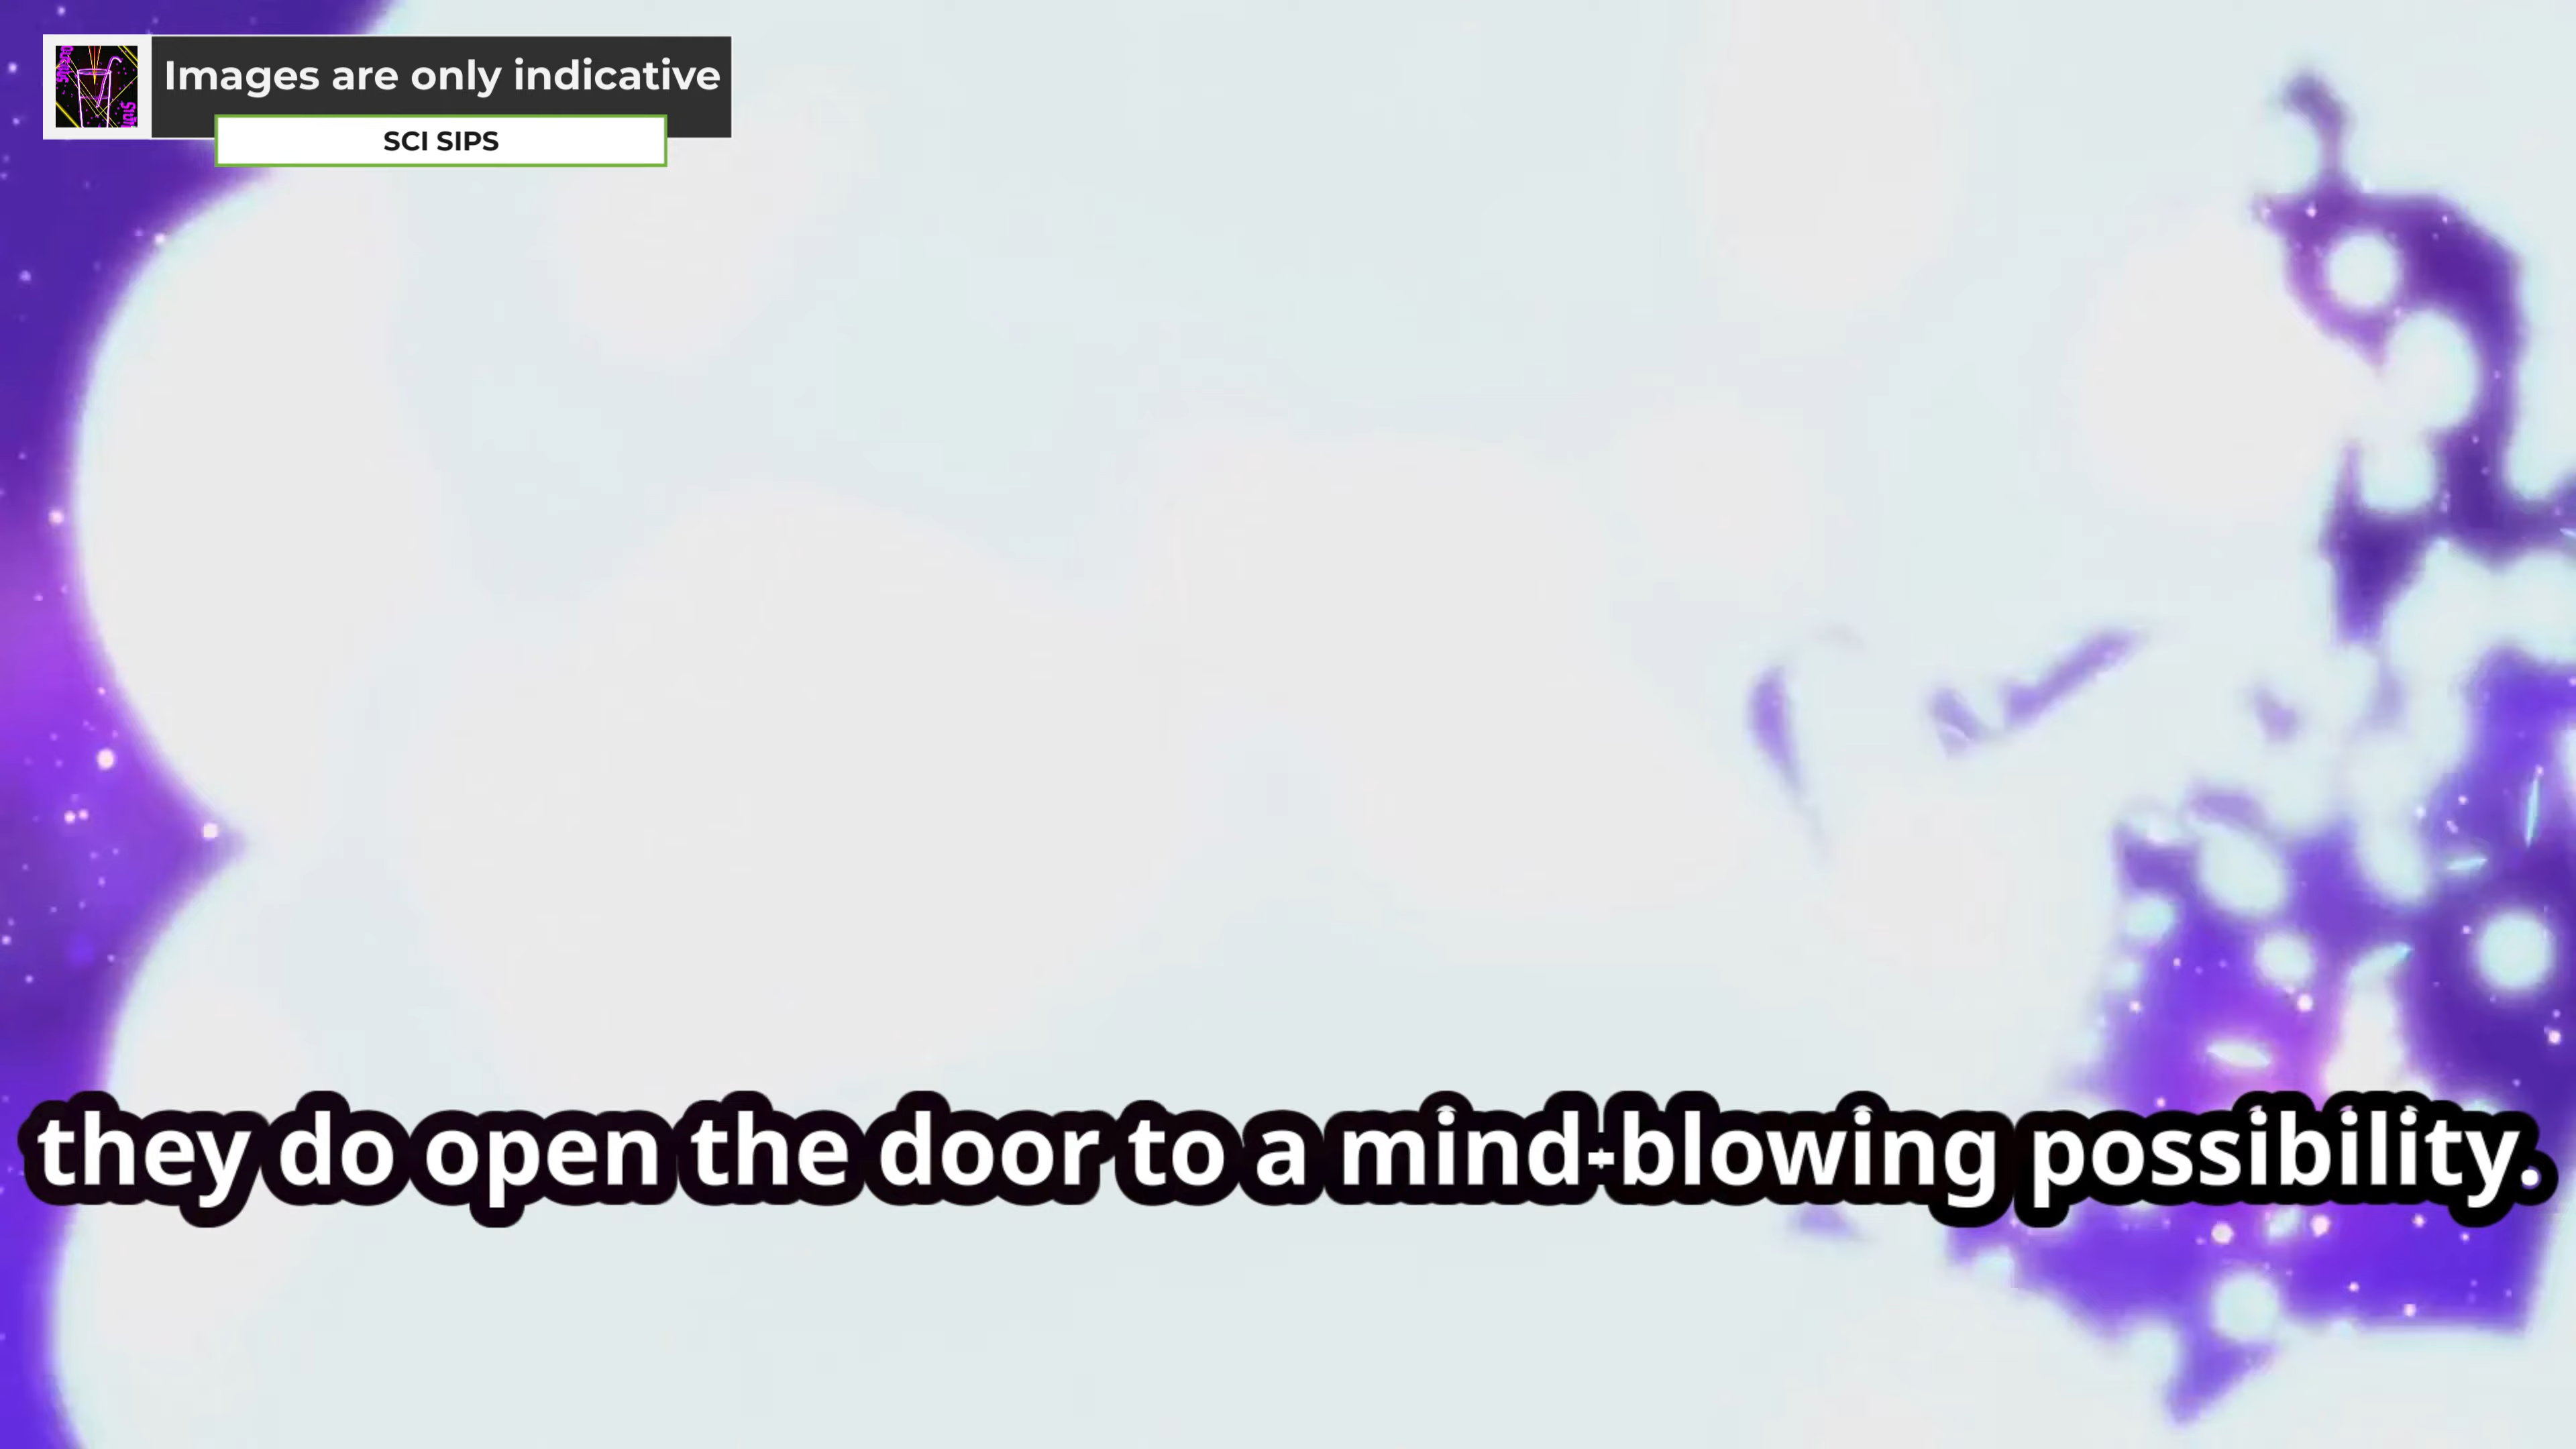 Images are only indicative
SCI SIPS
they do open the door to a mind-blowing possibility.